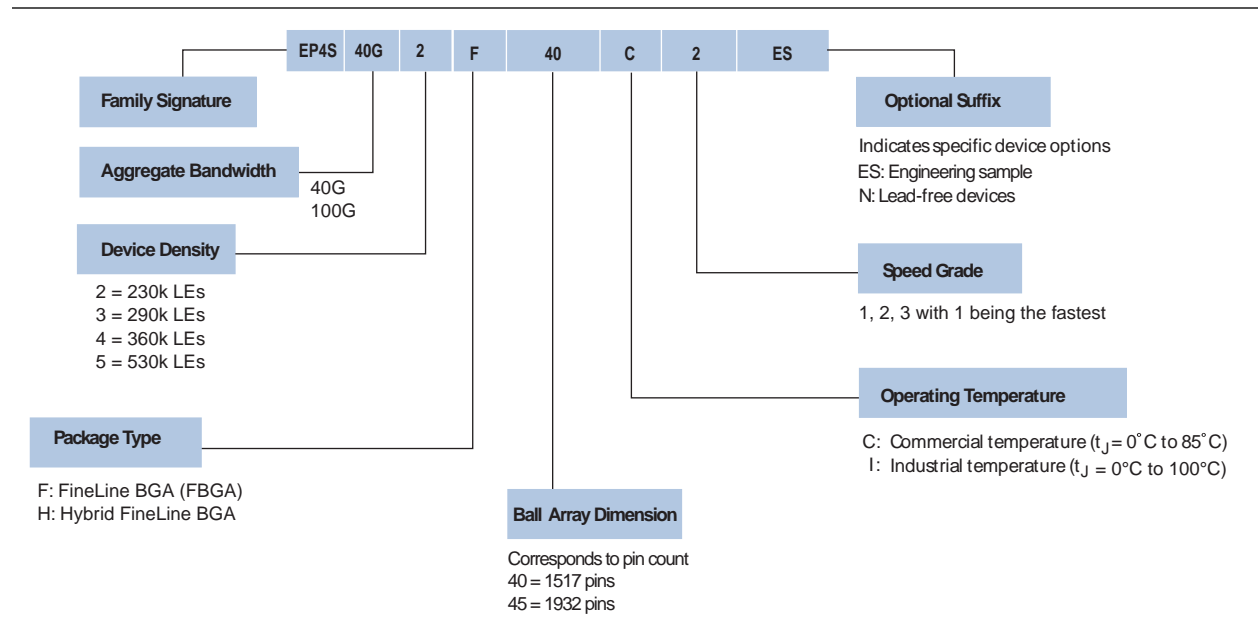 EP4S 40G 2 F 40 C 2 ES
Family Signature
Optional Suffix
Indicates specific device options
ES: Engineering sample
N: Lead-free devices
Aggregate Bandwidth
40G
100G
Device Density
2 = 230k LEs
3 = 290k LEs
4 = 360k LEs
5 = 530k LEs
Speed Grade
1, 2, 3 with 1 being the fastest
Operating Temperature
C: Commercial temperature (tJ = 0°C to 85°C)
I: Industrial temperature (tJ = 0°C to 100°C)
Package Type
F: FineLine BGA (FBGA)
H: Hybrid FineLine BGA
Ball Array Dimension
Corresponds to pin count
40 = 1517 pins
45 = 1932 pins